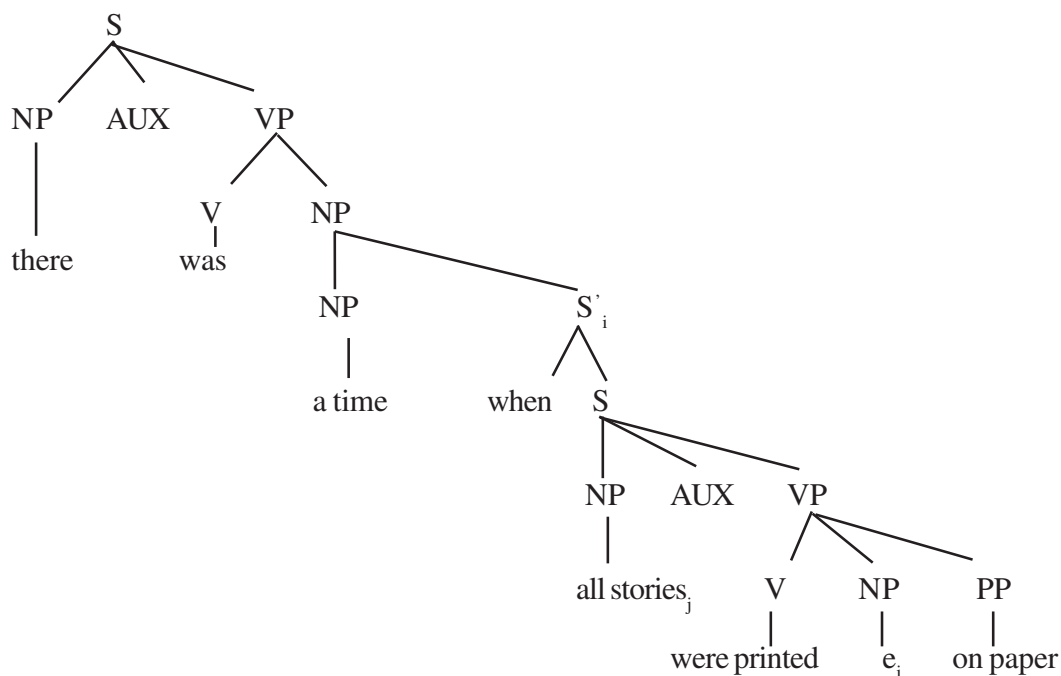 S
NP AUX VP
V NP
there was
NP S'i
a time when S
NP AUX VP
all storiesj V NP PP
were printed ei on paper